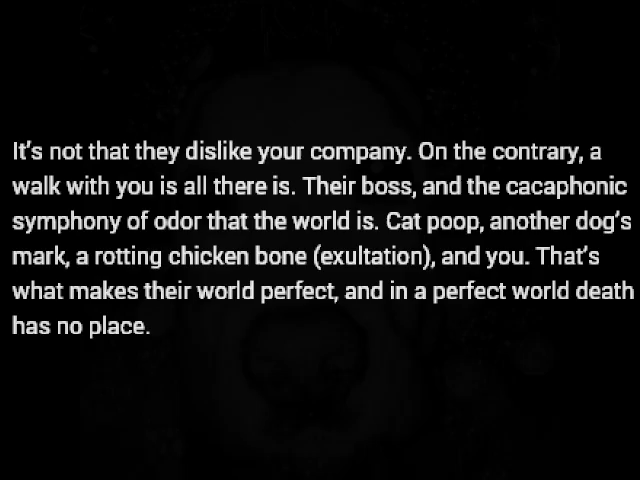 It's not that they dislike your company. On the contrary, a
walk with you is all there is. Their boss, and the cacaphonic
symphony of odor that the world is. Cat poop, another dog's
mark, a rotting chicken bone (exultation), and you. That's
what makes their world perfect, and in a perfect world death
has no place.